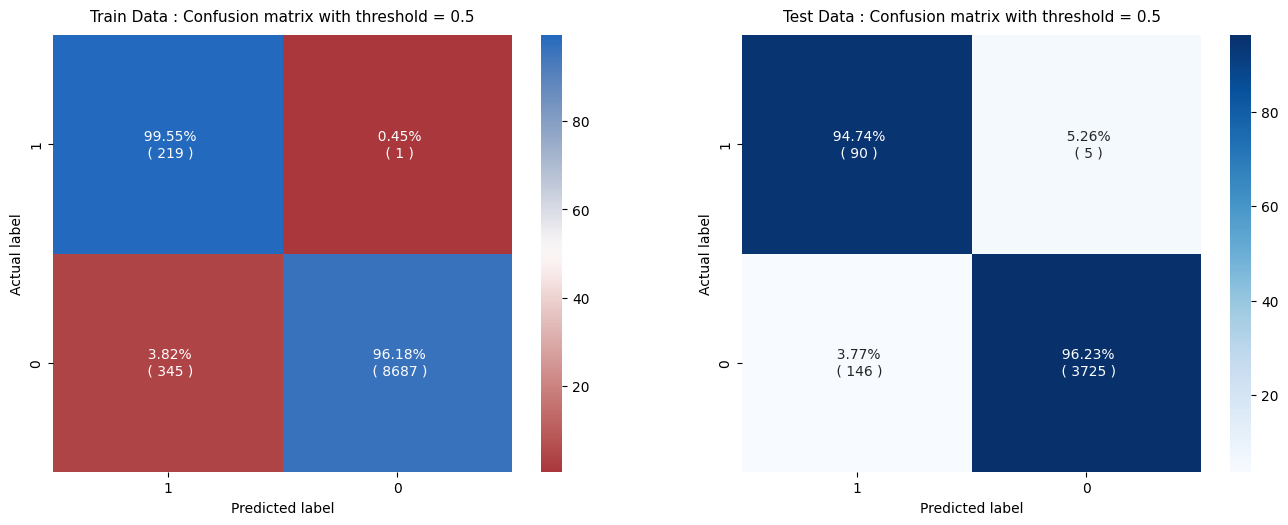 Train Data : Confusion matrix with threshold = 0.5
99.55%
( 219 )
0.45%
( 1 )
3.82%
( 345 )
96.18%
( 8687 )
1
0
Actual label
1
0
Predicted label
80
60
40
20
Test Data : Confusion matrix with threshold = 0.5
94.74%
( 90 )
5.26%
( 5 )
3.77%
( 146 )
96.23%
( 3725 )
1
0
Actual label
1
0
Predicted label
80
60
40
20